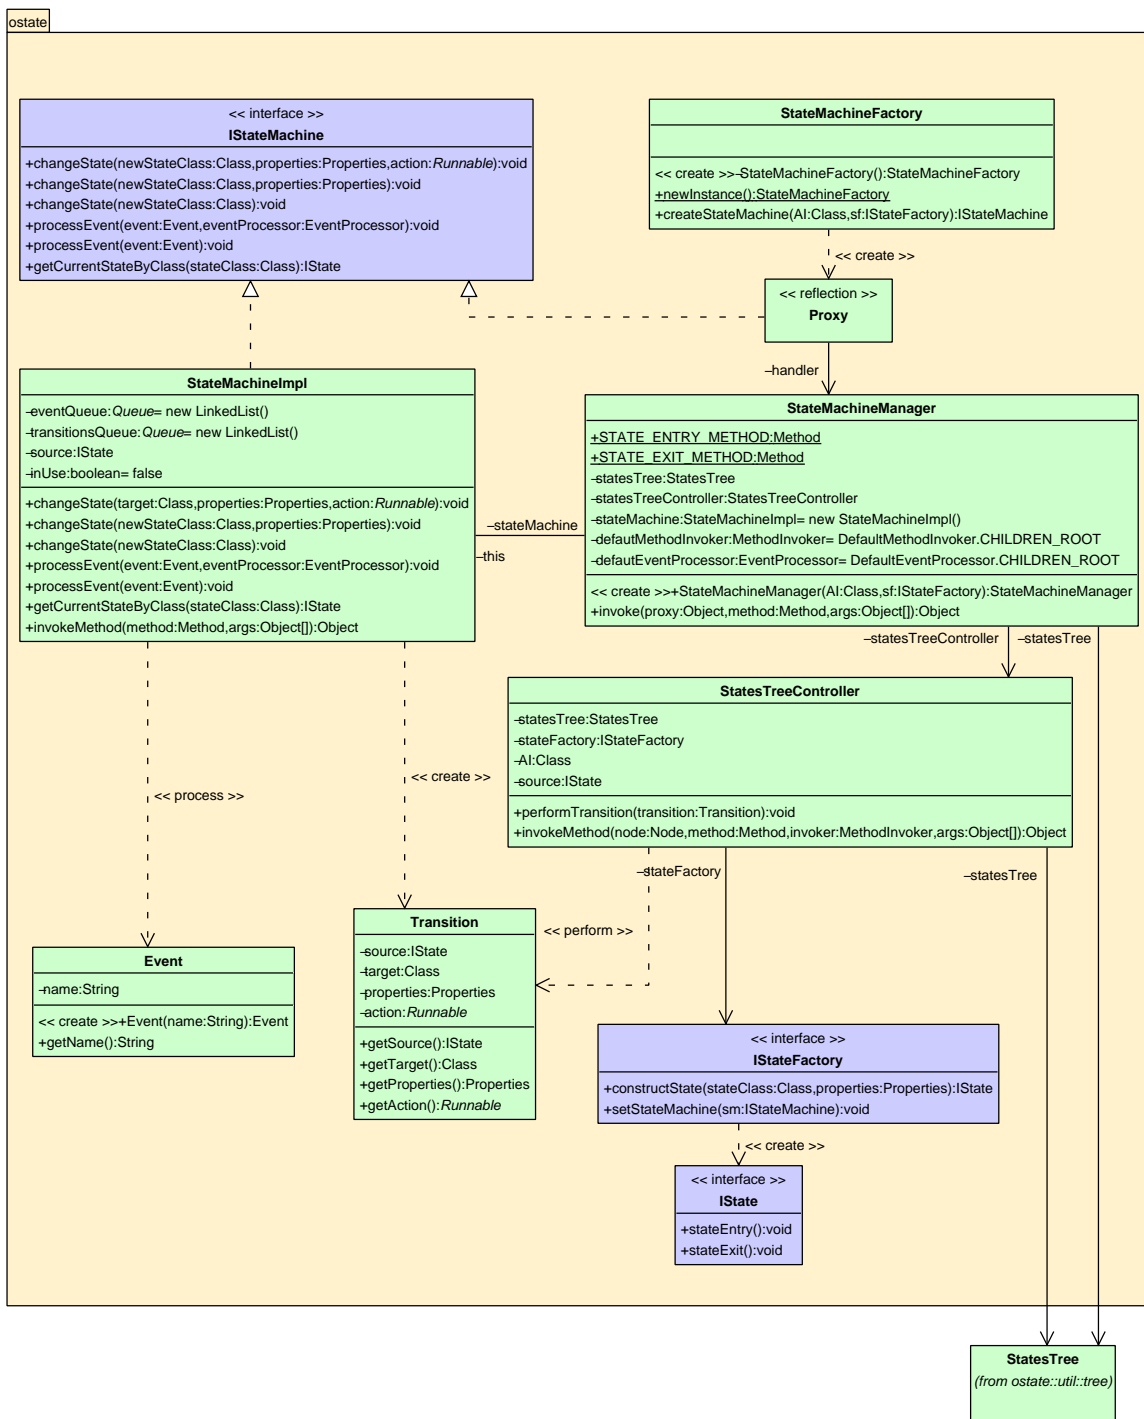 ostate
<< interface >>
IStateMachine
+changeState(newStateClass:Class,properties:Properties,action:Runnable):void
+changeState(newStateClass:Class,properties:Properties):void
+changeState(newStateClass:Class):void
+processEvent(event:Event,eventProcessor:EventProcessor):void
+processEvent(event:Event):void
+getCurrentStateByClass(stateClass:Class):IState
StateMachineFactory
<< create >>-StateMachineFactory():StateMachineFactory
+newInstance():StateMachineFactory
+createStateMachine(AI:Class,sf:IStateFactory):IStateMachine
<< create >>
<< reflection >>
Proxy
-handler
StateMachineImpl
-eventQueue:Queue= new LinkedList()
-transitionsQueue:Queue= new LinkedList()
-source:IState
-inUse:boolean= false
+changeState(target:Class,properties:Properties,action:Runnable):void
+changeState(newStateClass:Class,properties:Properties):void
+changeState(newStateClass:Class):void
+processEvent(event:Event,eventProcessor:EventProcessor):void
+processEvent(event:Event):void
+getCurrentStateByClass(stateClass:Class):IState
+invokeMethod(method:Method,args:Object[]):Object
-stateMachine
-this
StateMachineManager
+STATE_ENTRY_METHOD:Method
+STATE_EXIT_METHOD:Method
-statesTree:StatesTree
-statesTreeController:StatesTreeController
-stateMachine:StateMachineImpl= new StateMachineImpl()
-defautMethodInvoker:MethodInvoker= DefaultMethodInvoker.CHILDREN_ROOT
-defautEventProcessor:EventProcessor= DefaultEventProcessor.CHILDREN_ROOT
<< create >>+StateMachineManager(AI:Class,sf:IStateFactory):StateMachineManager
+invoke(proxy:Object,method:Method,args:Object[]):Object
-statesTreeController
-statesTree
StatesTreeController
-statesTree:StatesTree
-stateFactory:IStateFactory
-AI:Class
-source:IState
+performTransition(transition:Transition):void
+invokeMethod(node:Node,method:Method,invoker:MethodInvoker,args:Object[]):Object
<< process >>
<< create >>
-stateFactory
-statesTree
<< perform >>
Event
-name:String
<< create >>+Event(name:String):Event
+getName():String
Transition
-source:IState
-target:Class
-properties:Properties
-action:Runnable
+getSource():IState
+getTarget():Class
+getProperties():Properties
+getAction():Runnable
<< interface >>
IStateFactory
+constructState(stateClass:Class,properties:Properties):IState
+setStateMachine(sm:IStateMachine):void
<< create >>
<< interface >>
IState
+stateEntry():void
+stateExit():void
StatesTree
(from ostate::util::tree)